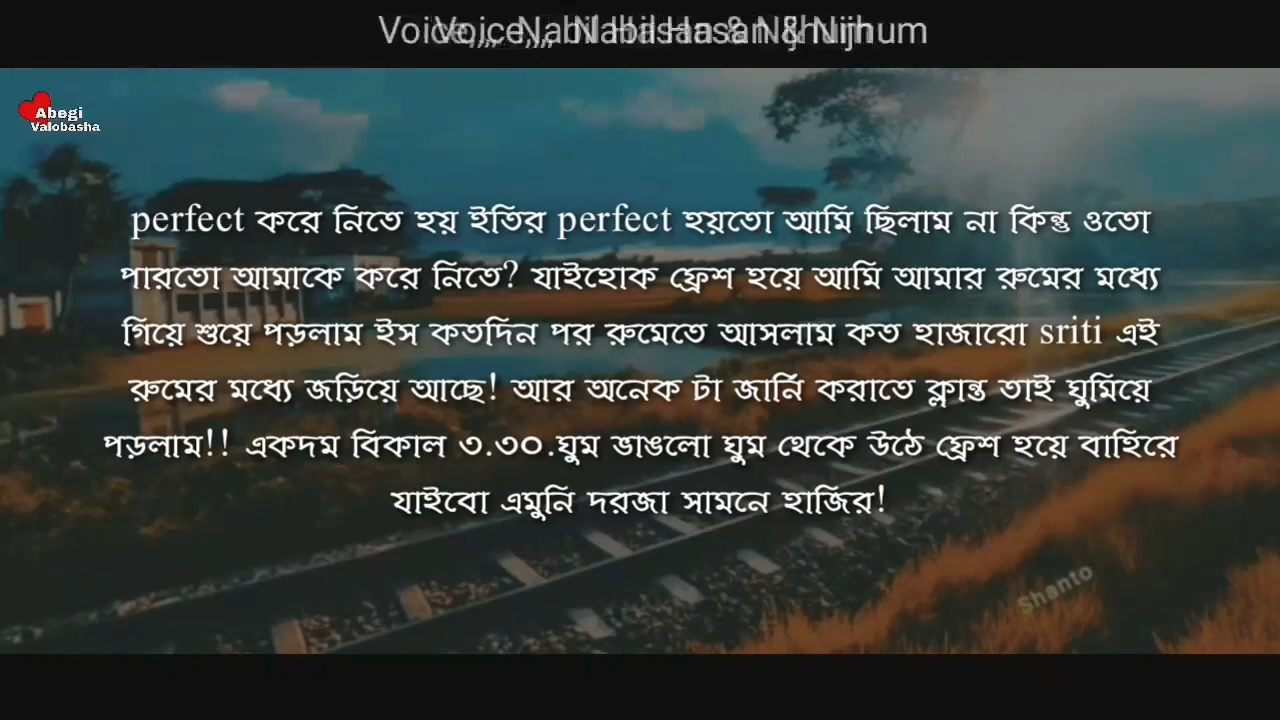 Voice,,,,, Nabil Hasan & Nijhum
Abegi
Valobasha
perfect করে নিতে হয় ইতির perfect হয়তো আমি ছিলাম না কিন্তু ওতো
পারতো আমাকে করে নিতে? যাইহোক ফ্রেশ হয়ে আমি আমার রুমের মধ্যে
গিয়ে শুয়ে পড়লাম ইস কতদিন পর রুমেতে আসলাম কত হাজারো sriti এই
রুমের মধ্যে জড়িয়ে আছে! আর অনেক টা জার্নি করাতে ক্লান্ত তাই ঘুমিয়ে
পড়লাম!! একদম বিকাল ৩.৩০.ঘুম ভাঙলো ঘুম থেকে উঠে ফ্রেশ হয়ে বাহিরে
যাইবো এমুনি দরজা সামনে হাজির!
Shanto